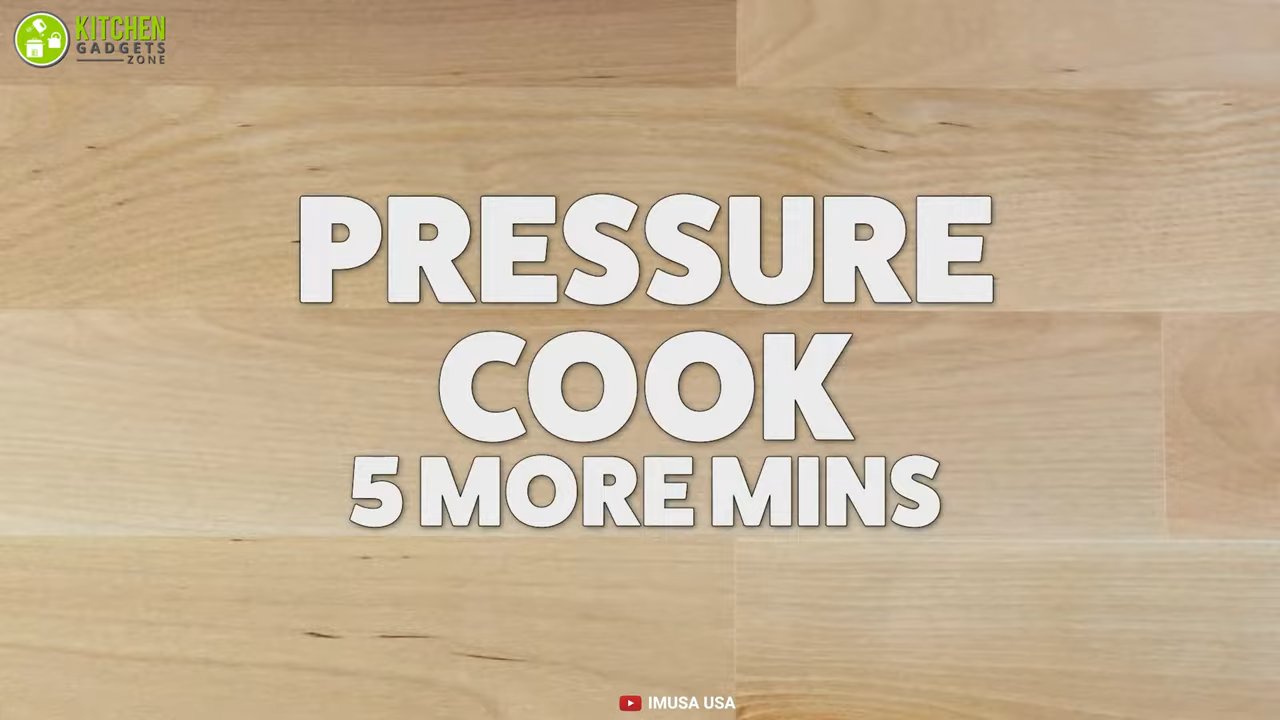 KITCHEN
GADGETS
ZONE
PRESSURE
COOK
5 MORE MINS
IMUSA USA